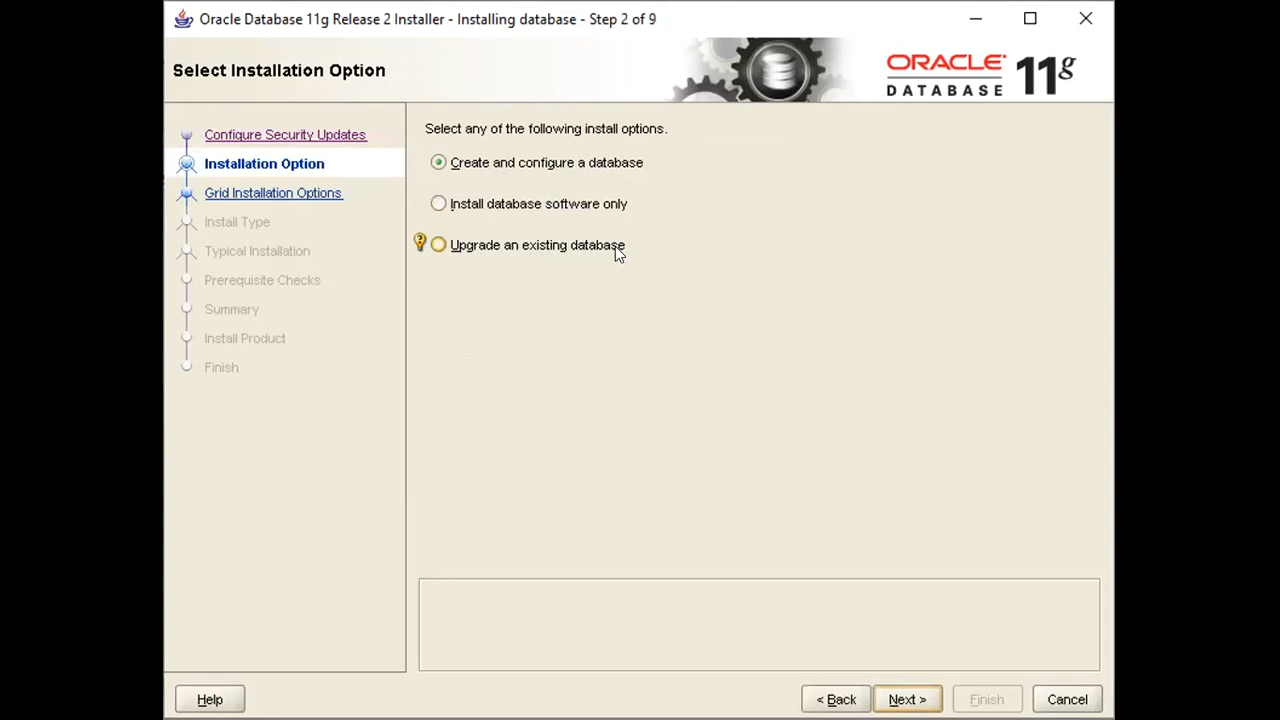 Oracle Database 11g Release 2 Installer - Installing database - Step 2 of 9
Select Installation Option
ORACLE
DATABASE
11g
Configure Security Updates
Installation Option
Grid Installation Options
Install Type
Typical Installation
Prerequisite Checks
Summary
Install Product
Finish
Select any of the following install options.
Create and configure a database
Install database software only
Upgrade an existing database
Help
< Back
Next >
Finish
Cancel